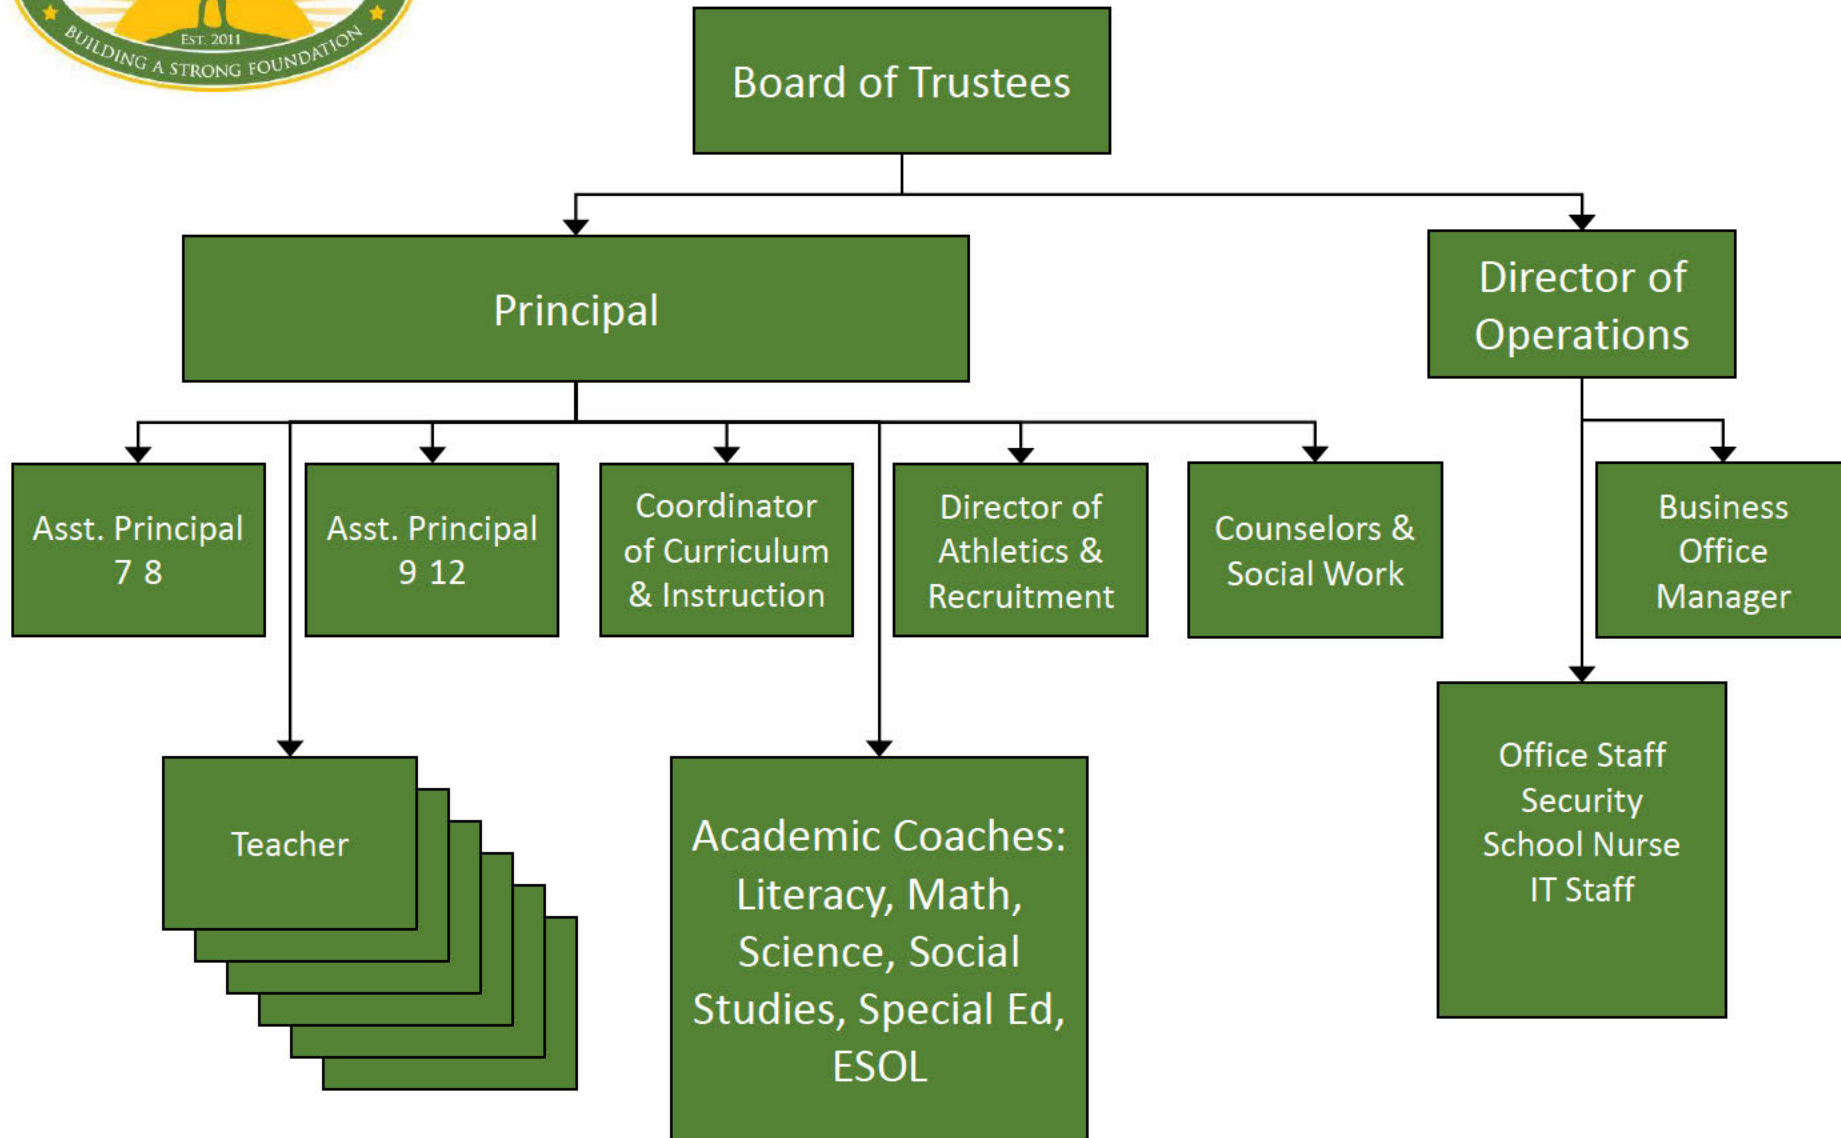 EST. 2011
BUILDING A STRONG FOUNDATION
Board of Trustees
Principal
Director of
Operations
Asst. Principal
7 8
Asst. Principal
9 12
Coordinator
of Curriculum
& Instruction
Director of
Athletics &
Recruitment
Counselors &
Social Work
Business
Office
Manager
Teacher
Academic Coaches:
Literacy, Math,
Science, Social
Studies, Special Ed,
ESOL
Office Staff
Security
School Nurse
IT Staff